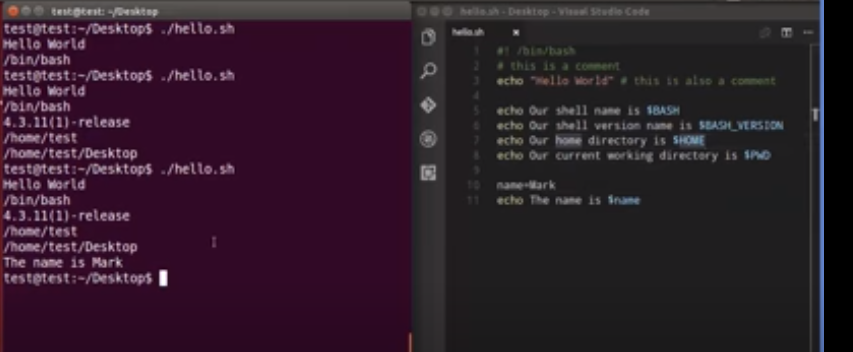 test@test: ~/Desktop
test@test:~/Desktop$ ./hello.sh
Hello World
/bin/bash
test@test:~/Desktop$ ./hello.sh
Hello World
/bin/bash
4.3.11(1)-release
/home/test
/home/test/Desktop
test@test:~/Desktop$ ./hello.sh
Hello World
/bin/bash
4.3.11(1)-release
/home/test
/home/test/Desktop
The name is Mark
test@test:~/Desktop$
hello.sh - Desktop - Visual Studio Code
hello.sh ×
1 #! /bin/bash
2 # this is a comment
3 echo "Hello World" # this is also a comment
4
5 echo Our shell name is $BASH
6 echo Our shell version name is $BASH_VERSION
7 echo Our home directory is $HOME
8 echo Our current working directory is $PWD
9
10 name=Mark
11 echo The name is $name